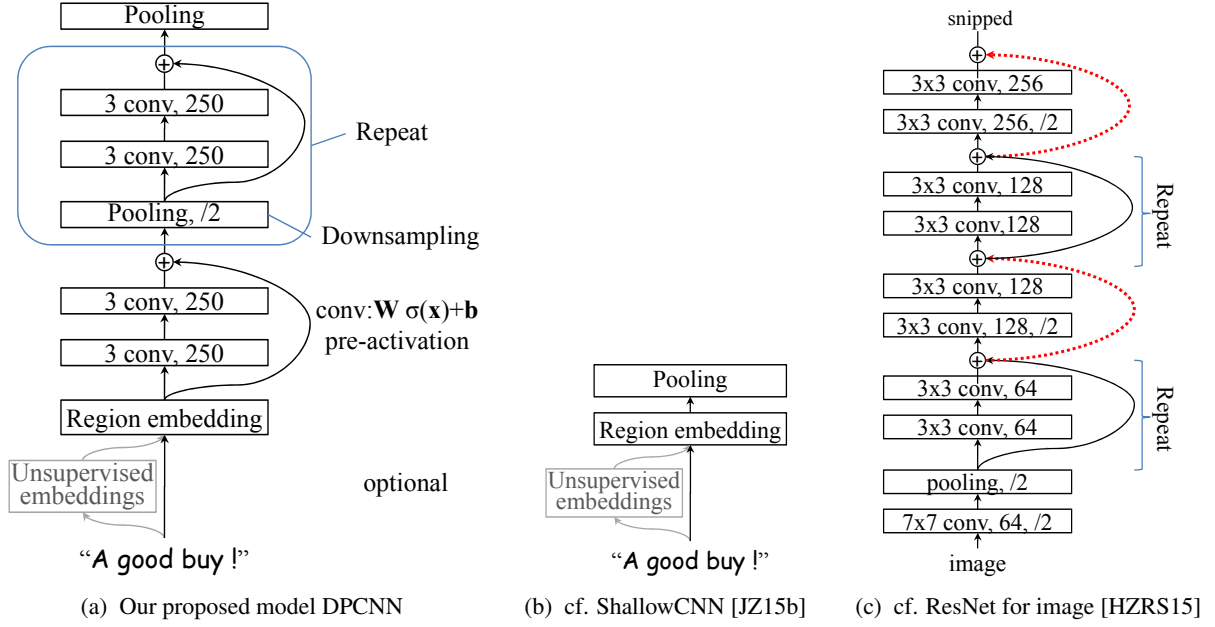 Pooling
3 conv, 250
3 conv, 250
Repeat
Pooling, /2
Downsampling
3 conv, 250
conv:W σ(x)+b
pre-activation
3 conv, 250
Region embedding
Unsupervised
embeddings
optional
“A good buy !”
(a) Our proposed model DPCNN
Pooling
Region embedding
Unsupervised
embeddings
“A good buy !”
(b) cf. ShallowCNN [JZ15b]
snipped
3x3 conv, 256
3x3 conv, 256, /2
3x3 conv, 128
3x3 conv,128
Repeat
3x3 conv, 128
3x3 conv, 128, /2
3x3 conv, 64
3x3 conv, 64
Repeat
pooling, /2
7x7 conv, 64, /2
image
(c) cf. ResNet for image [HZRS15]